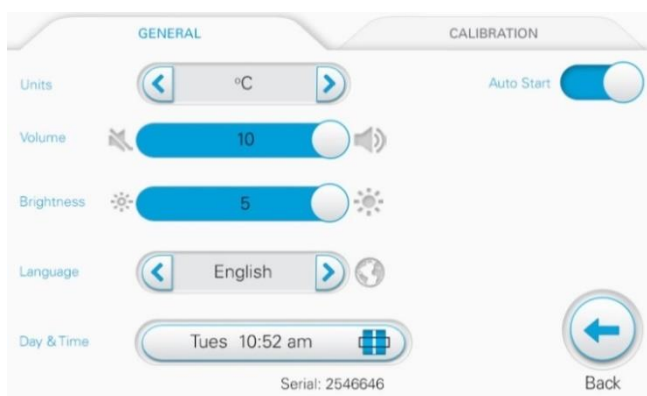 GENERAL CALIBRATION
Units °C Auto Start
Volume 10
Brightness 5
Language English
Day & Time Tues 10:52 am
Serial: 2546646 Back